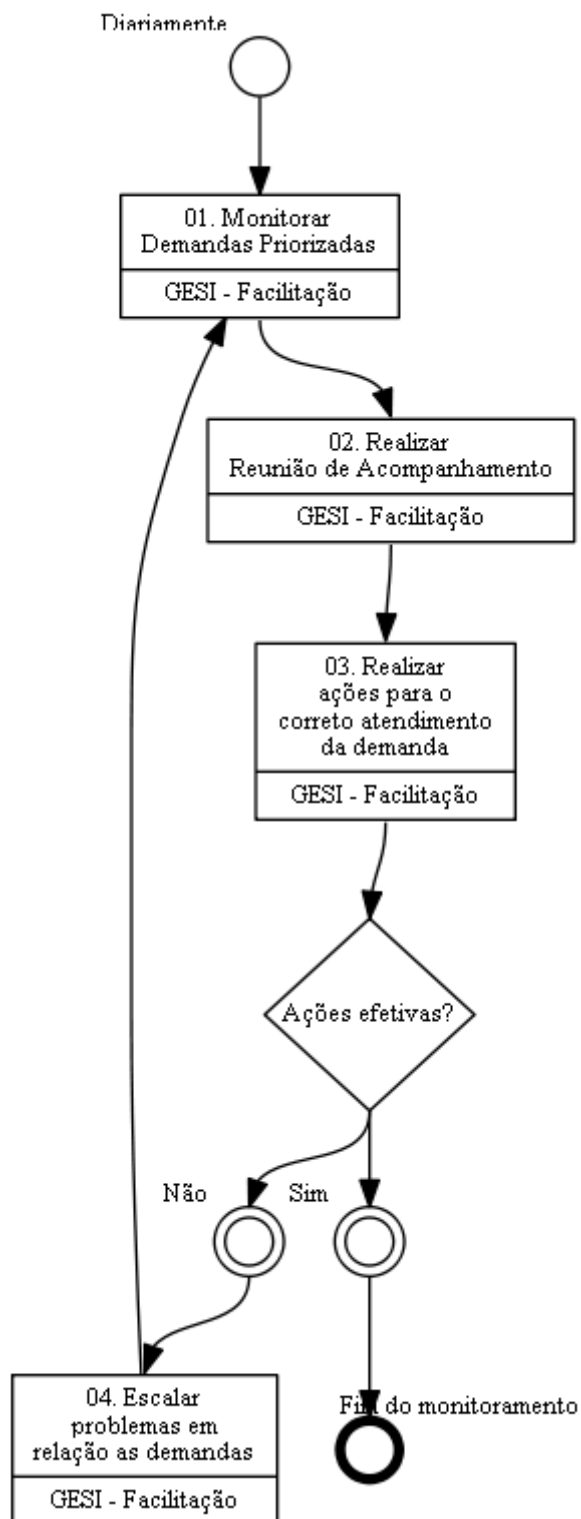 Diariamente
01. Monitorar
Demandas Priorizadas
GESI - Facilitação
02. Realizar
Reunião de Acompanhamento
GESI - Facilitação
03. Realizar
ações para o
correto atendimento
da demanda
GESI - Facilitação
Ações efetivas?
Não
Sim
Fim do monitoramento
04. Escalar
problemas em
relação as demandas
GESI - Facilitação